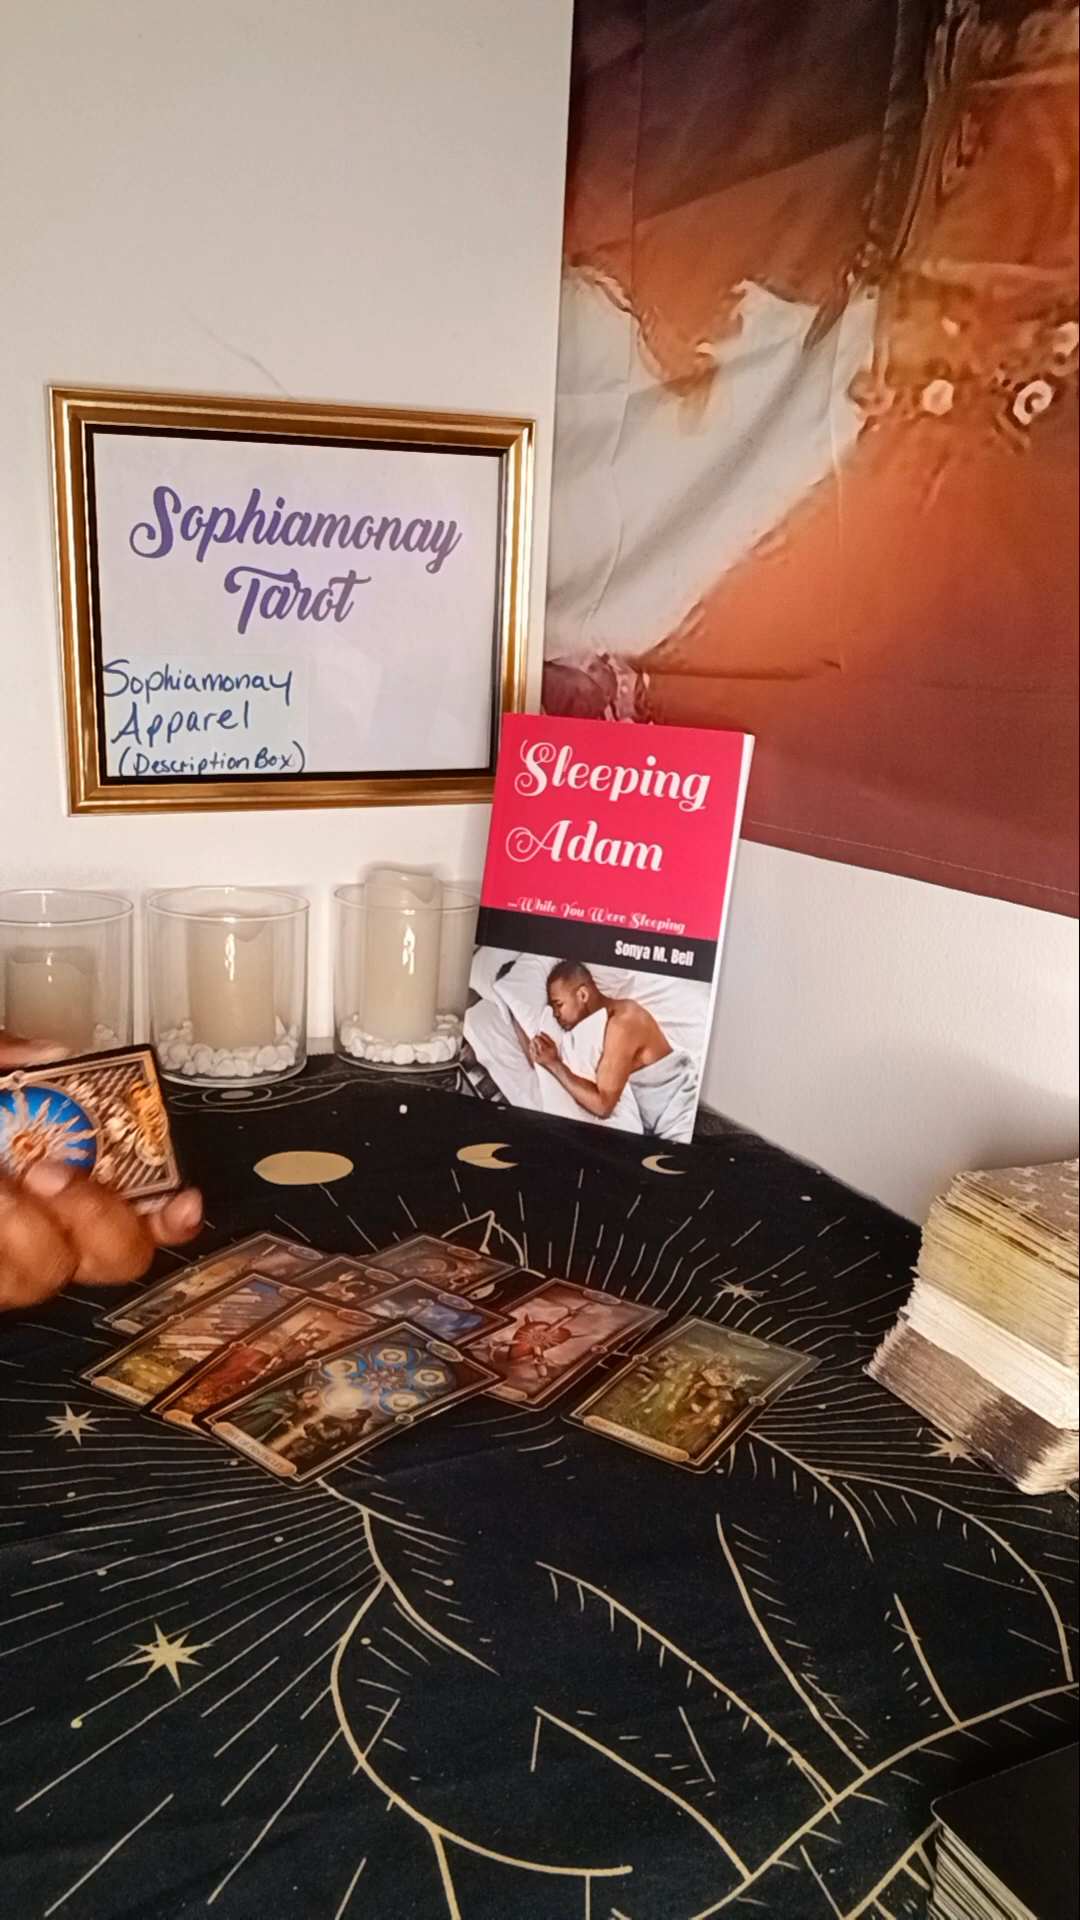 Sophiamonay
Tarot
Sophiamonay
Apparel
(Description Box)
Sleeping
Adam
...While You Were Sleeping
Sonya M. Bell